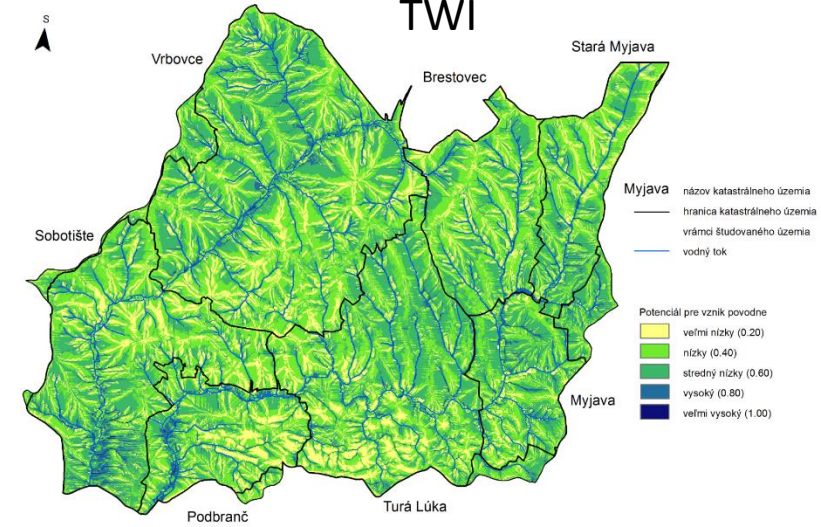 TWI
S
Vrbovce
Stará Myjava
Brestovec
Sobotište
Myjava
Podbranč
Turá Lúka
Myjava názov katastrálneho územia
hranica katastrálneho územia
vrámci študovaného územia
vodný tok
Potenciál pre vznik povodne
veľmi nízky (0.20)
nízky (0.40)
stredný nízky (0.60)
vysoký (0.80)
veľmi vysoký (1.00)